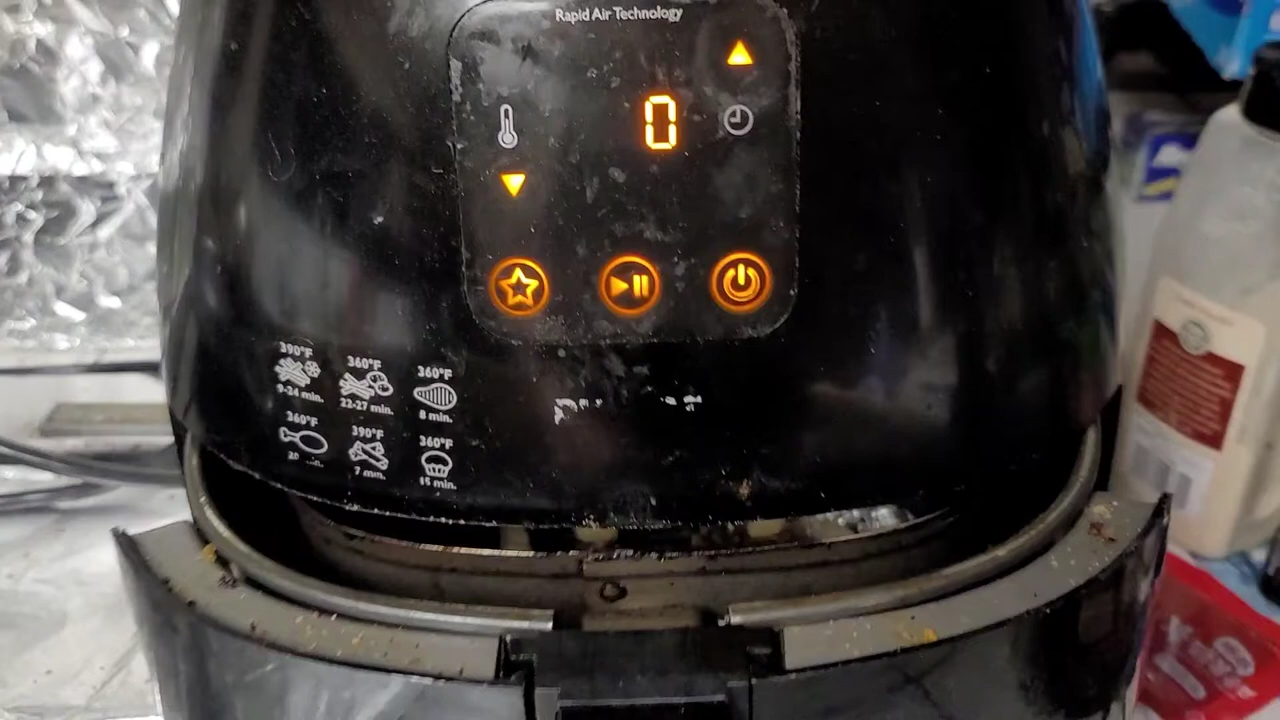 Rapid Air Technology
0
390°F
9-24 min.
360°F
22-27 min.
360°F
8 min.
360°F
390°F
7 min.
360°F
15 min.